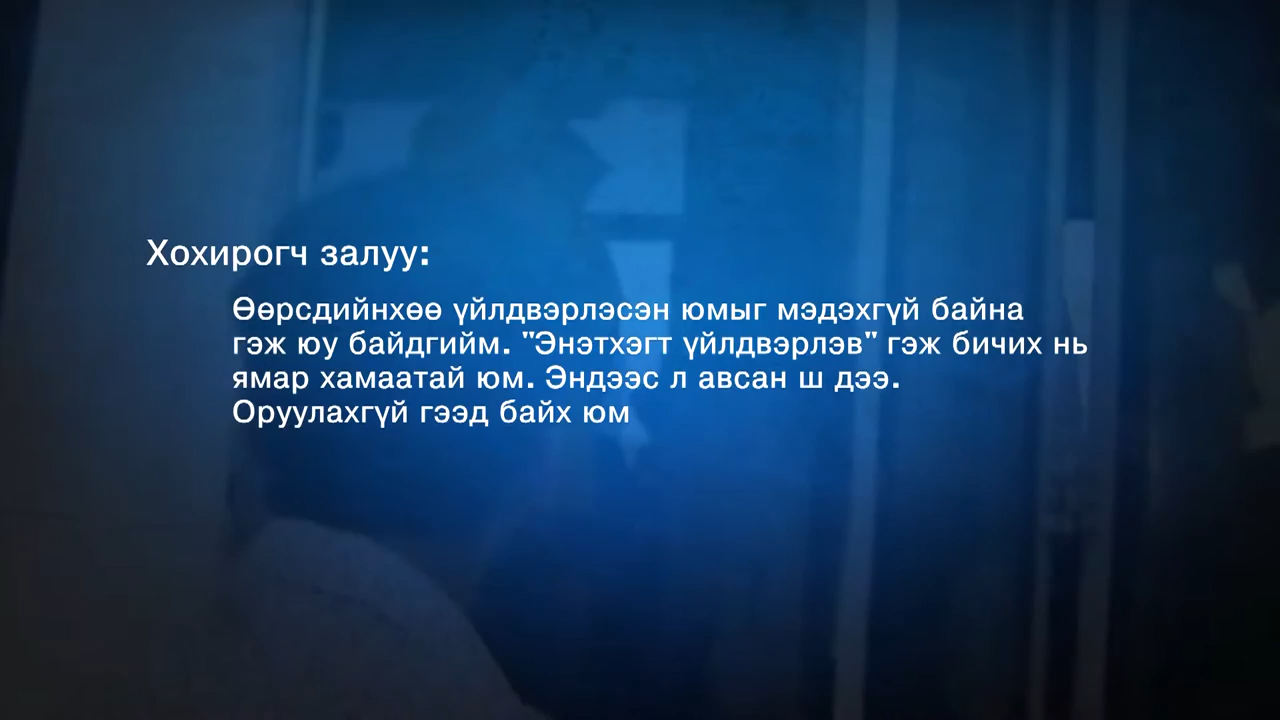 Хохирогч залуу:
Өөрсдийнхөө үйлдвэрлэсэн юмыг мэдэхгүй байна
гэж юу байдгийм. "Энэтхэгт үйлдвэрлэв" гэж бичих нь
ямар хамаатай юм. Эндээс л авсан ш дээ.
Оруулахгүй гээд байх юм